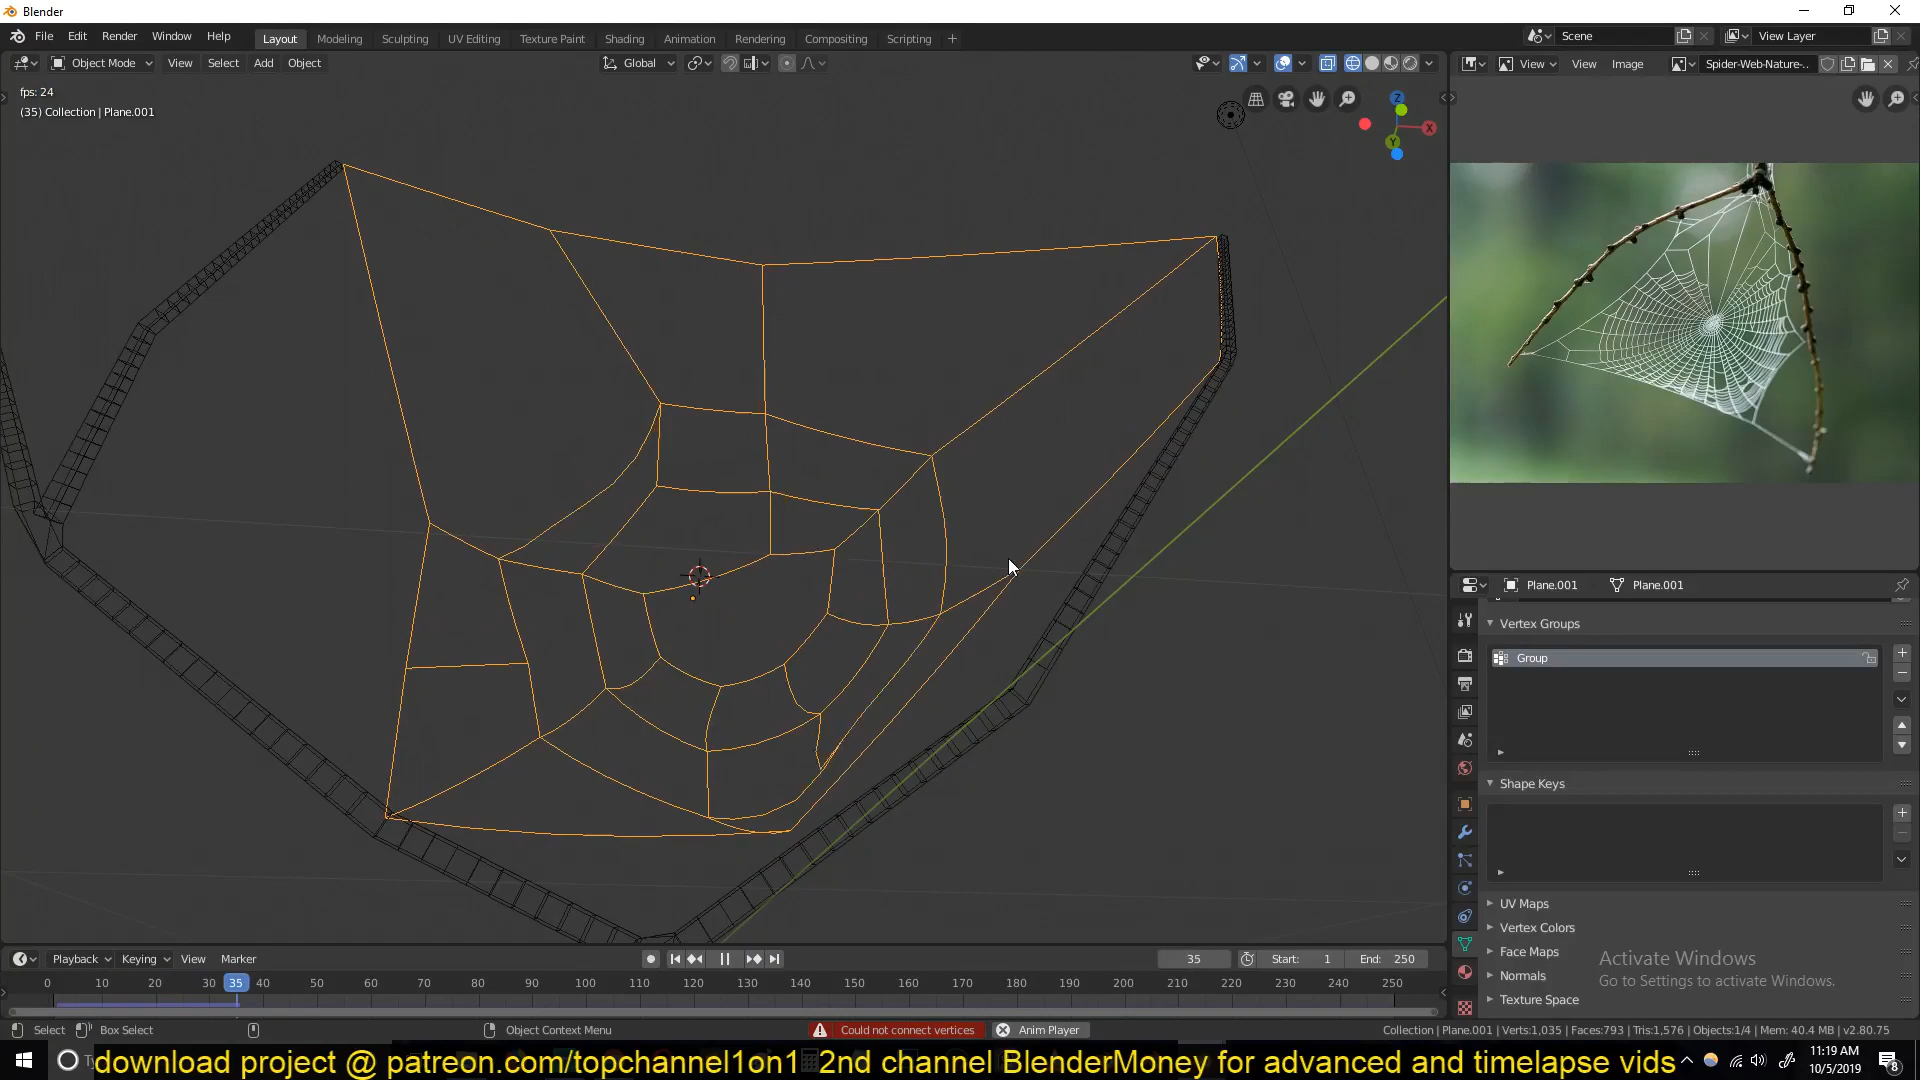 Blender
File Edit Render Window Help
Layout Modeling Sculpting UV Editing Texture Paint Shading Animation Rendering Compositing Scripting +
Scene
View Layer
Object Mode View Select Add Object
Global
View View Image Spider-Web-Nature-..
fps: 24
(35) Collection | Plane.001
Z
X
Y
Plane.001 Plane.001
Vertex Groups
Group
Shape Keys
UV Maps
Vertex Colors
Face Maps
Normals
Texture Space
Activate Windows
Go to Settings to activate Windows.
Playback Keying View Marker
35
Start: 1
End: 250
0 10 20 30 35 40 50 60 70 80 90 100 110 120 130 140 150 160 170 180 190 200 210 220 230 240 250
Select Box Select Object Context Menu Could not connect vertices Anim Player
Collection | Plane.001 | Verts:1,035 | Faces:793 | Tris:1,576 | Objects:1/4 | Mem: 40.4 MB | v2.80.75
download project @ patreon.com/topchannel1on1 2nd channel BlenderMoney for advanced and timelapse vids
11:19 AM
10/5/2019
8